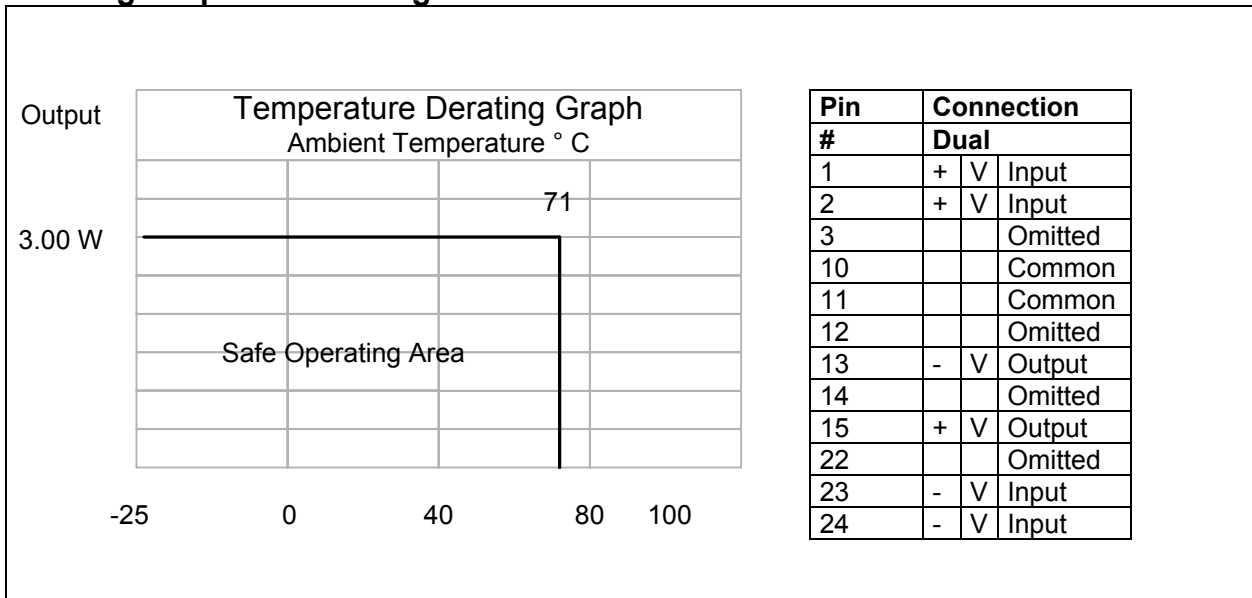 Output
Temperature Derating Graph
Ambient Temperature ° C
71
3.00 W
Safe Operating Area
-25 0 40 80 100
Pin Connection
# Dual
1 + V Input
2 + V Input
3 Omitted
10 Common
11 Common
12 Omitted
13 - V Output
14 Omitted
15 + V Output
22 Omitted
23 - V Input
24 - V Input